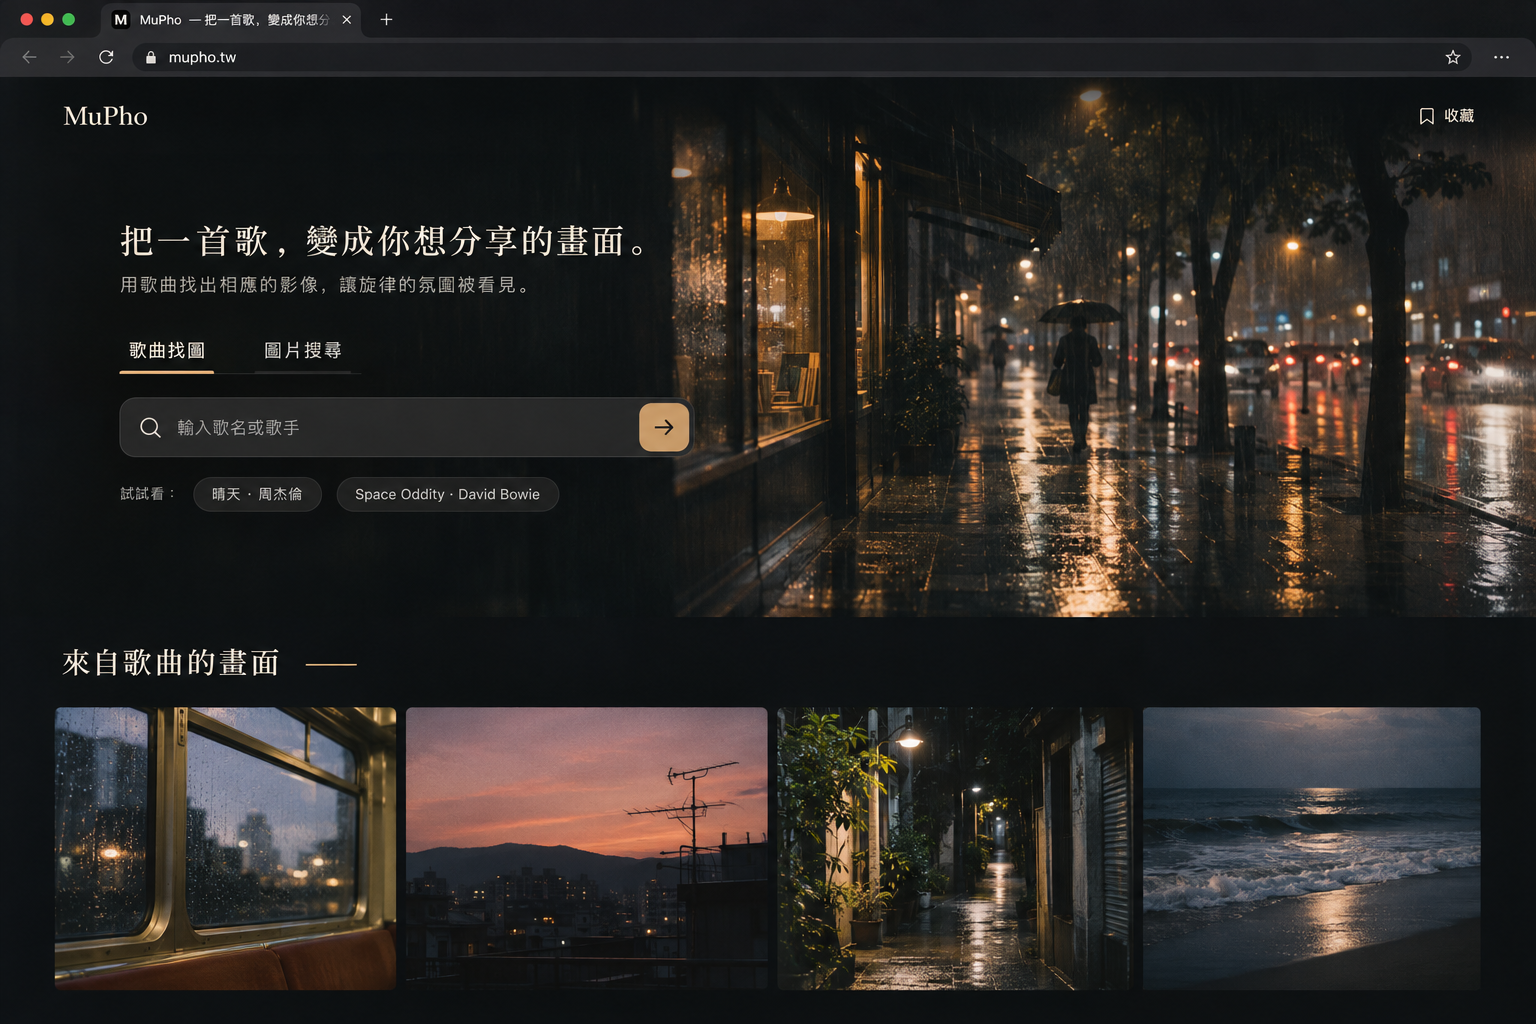 MuPho — 把一首歌，變成你想分
mupho.tw
MuPho
收藏
把一首歌，變成你想分享的畫面。
用歌曲找出相應的影像，讓旋律的氛圍被看見。
歌曲找圖 圖片搜尋
輸入歌名或歌手
試試看： 晴天 · 周杰倫 Space Oddity · David Bowie
來自歌曲的畫面